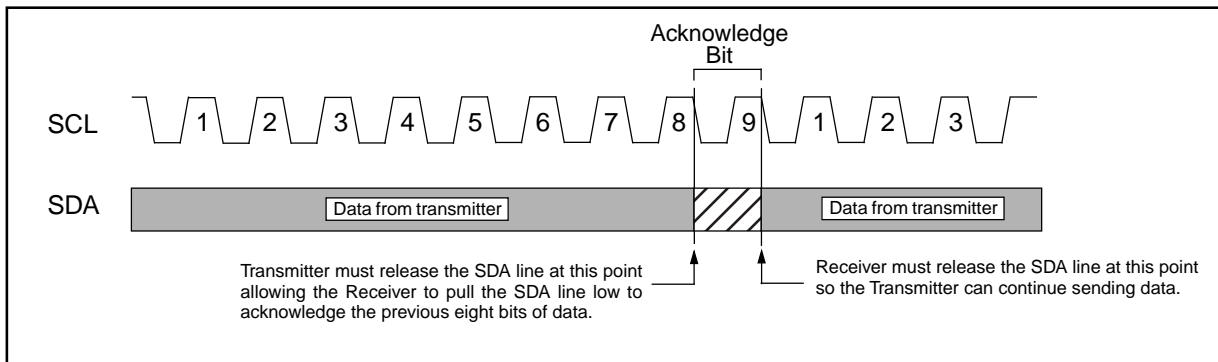 Acknowledge
Bit
SCL
1 2 3 4 5 6 7 8 9 1 2 3
SDA
Data from transmitter
Data from transmitter
Transmitter must release the SDA line at this point
allowing the Receiver to pull the SDA line low to
acknowledge the previous eight bits of data.
Receiver must release the SDA line at this point
so the Transmitter can continue sending data.